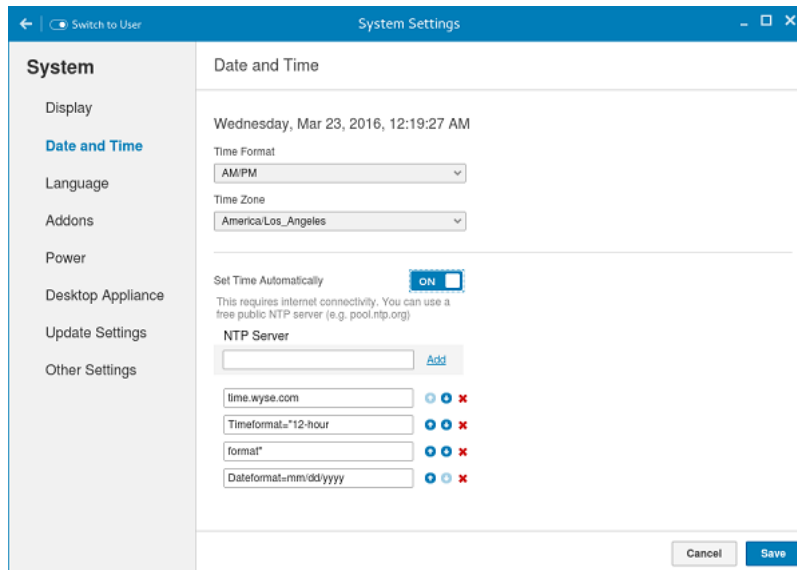 Switch to User
System Settings
System
Display
Date and Time
Language
Addons
Power
Desktop Appliance
Update Settings
Other Settings
Date and Time
Wednesday, Mar 23, 2016, 12:19:27 AM
Time Format
AM/PM
Time Zone
America/Los_Angeles
Set Time Automatically
ON
This requires internet connectivity. You can use a
free public NTP server (e.g. pool.ntp.org)
NTP Server
Add
time.wyse.com
Timeformat="12-hour
format"
Dateformat=mm/dd/yyyy
Cancel
Save